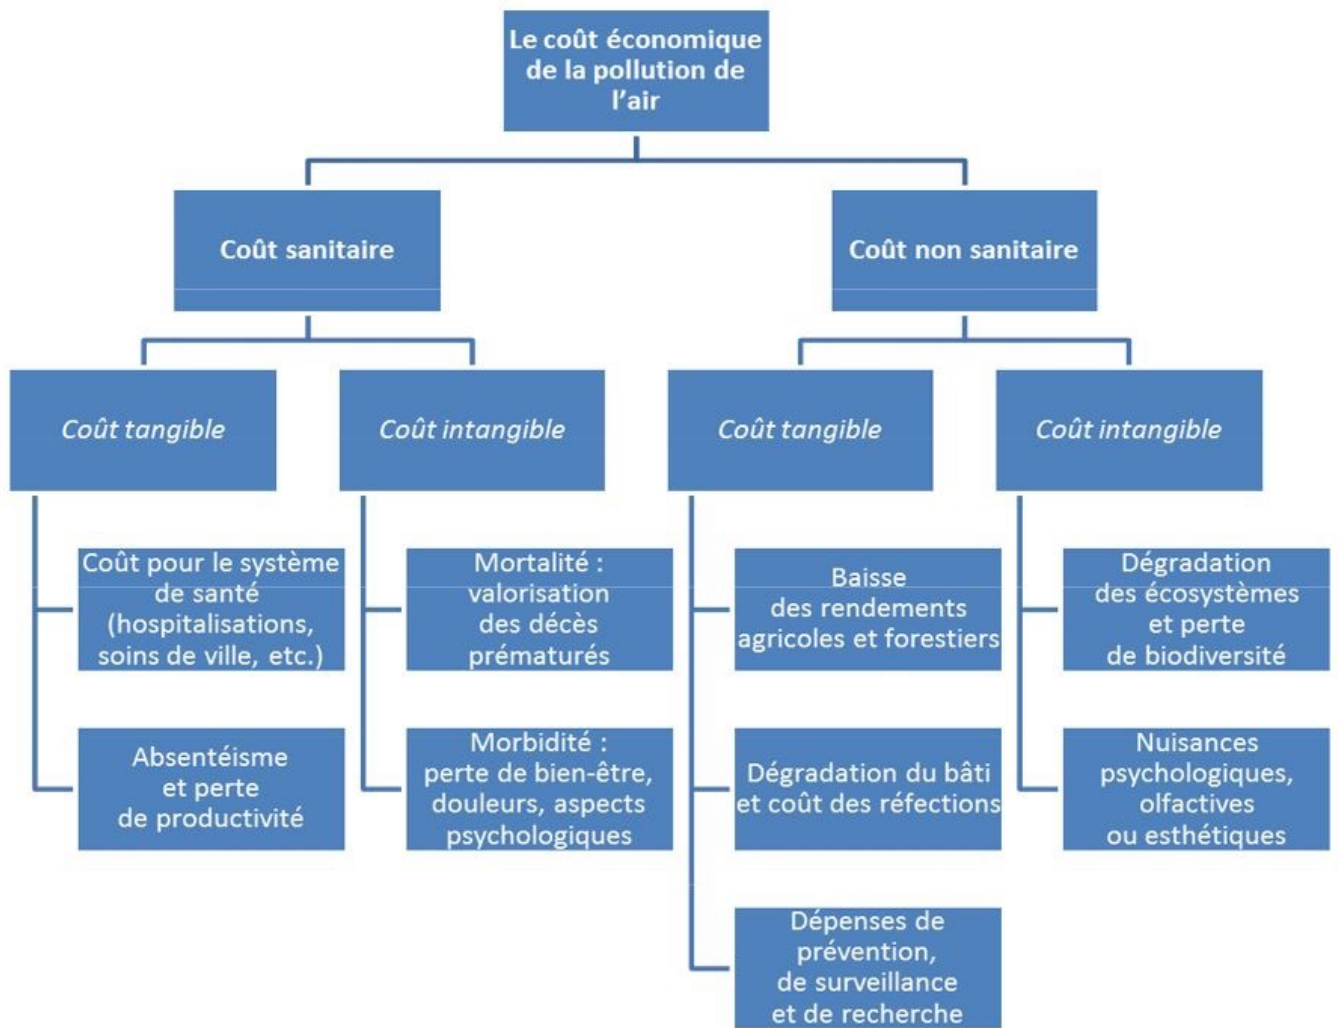 Le coût économique
de la pollution de
l'air
Coût sanitaire
Coût non sanitaire
Coût tangible
Coût intangible
Coût tangible
Coût intangible
Coût pour le système
de santé
(hospitalisations,
soins de ville, etc.)
Mortalité :
valorisation
des décès
prématurés
Baisse
des rendements
agricoles et forestiers
Dégradation
des écosystèmes
et perte
de biodiversité
Absentéisme
et perte
de productivité
Morbidité :
perte de bien-être,
douleurs, aspects
psychologiques
Dégradation du bâti
et coût des réfections
Nuisances
psychologiques,
olfactives
ou esthétiques
Dépenses de
prévention,
de surveillance
et de recherche